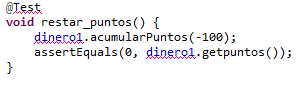 @Test
void restar_puntos() {
dinero1.acumularPuntos(-100);
assertEquals(0, dinero1.getpuntos());
}